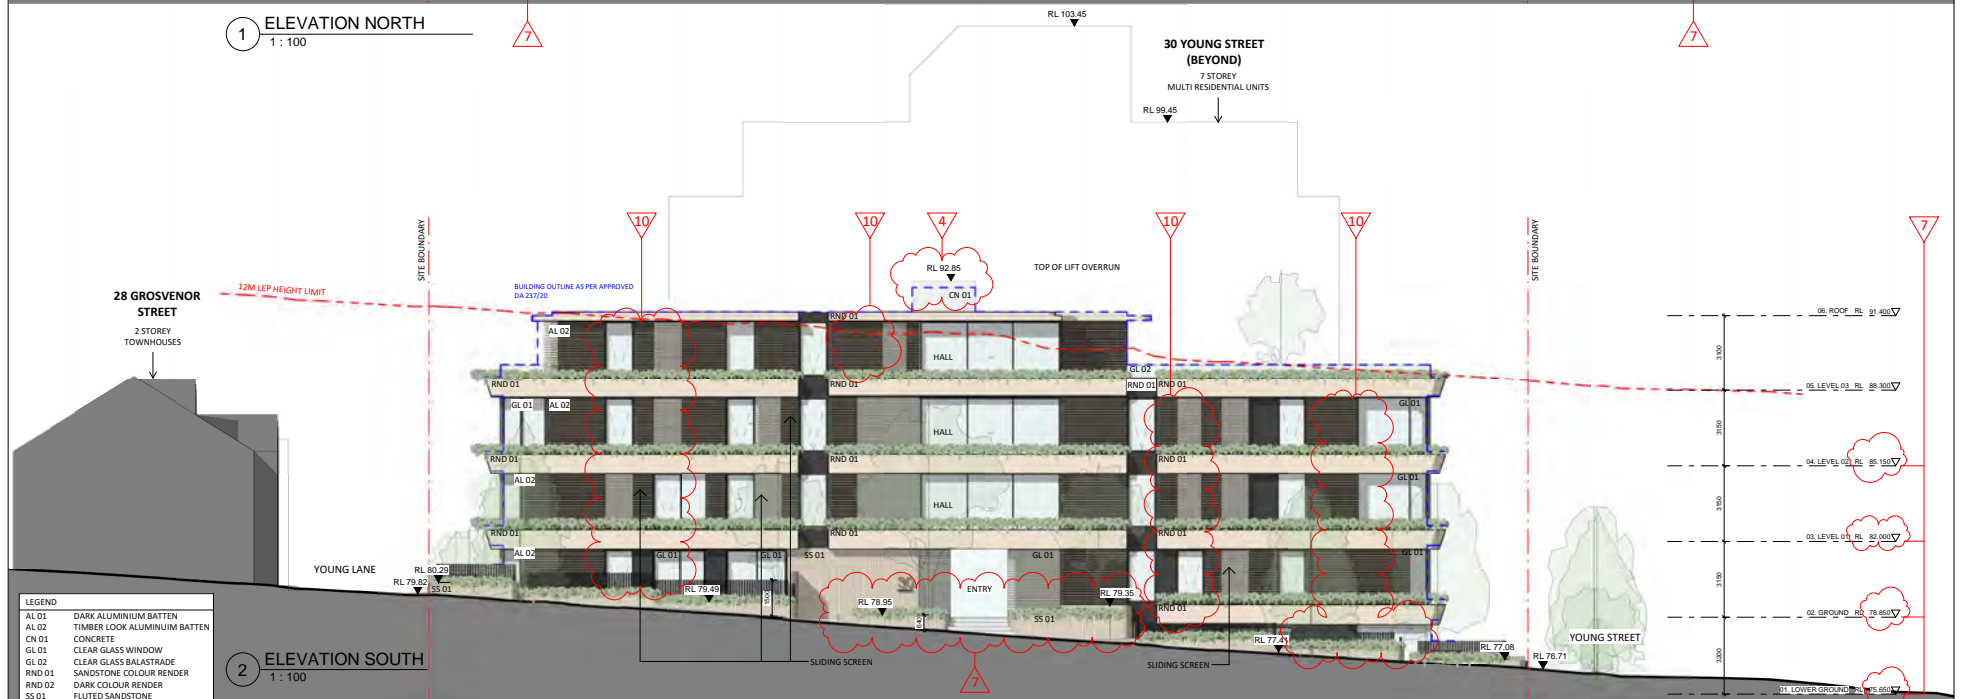 1 ELEVATION NORTH
1 : 100
7
7
RL 103.45
30 YOUNG STREET
(BEYOND)
7 STOREY
MULTI RESIDENTIAL UNITS
RL 99.45
10
10
4
10
10
7
SITE BOUNDARY
SITE BOUNDARY
RL 92.85
TOP OF LIFT OVERRUN
CN 01
12M LEP HEIGHT LIMIT
BUILDING OUTLINE AS PER APPROVED
DA 237/20
28 GROSVENOR
STREET
2 STOREY
TOWNHOUSES
06. ROOF RL 91.400
3100
05. LEVEL 03 RL 88.300
3150
04. LEVEL 02 RL 85.150
3150
03. LEVEL 01 RL 82.000
3150
02. GROUND RL 78.850
3200
01. LOWER GROUND RL 75.650
RND 01
AL 02
HALL
GL 02
RND 01
RND 01
RND 01
RND 01
GL 01
AL 02
GL 01
HALL
RND 01
RND 01
RND 01
AL 02
GL 01
HALL
RND 01
RND 01
RND 01
AL 02
GL 01
GL 01
SS 01
GL 01
GL 01
YOUNG LANE
RL 80.29
RL 79.82
SS 01
RL 79.49
1500
RL 78.95
640
ENTRY
RL 79.35
SS 01
RND 01
RL 77.41
RL 77.08
RL 76.71
YOUNG STREET
SLIDING SCREEN
SLIDING SCREEN
7
LEGEND
AL 01 DARK ALUMINIUM BATTEN
AL 02 TIMBER LOOK ALUMINUIM BATTEN
CN 01 CONCRETE
GL 01 CLEAR GLASS WINDOW
GL 02 CLEAR GLASS BALASTRADE
RND 01 SANDSTONE COLOUR RENDER
RND 02 DARK COLOUR RENDER
SS 01 FLUTED SANDSTONE
2 ELEVATION SOUTH
1 : 100